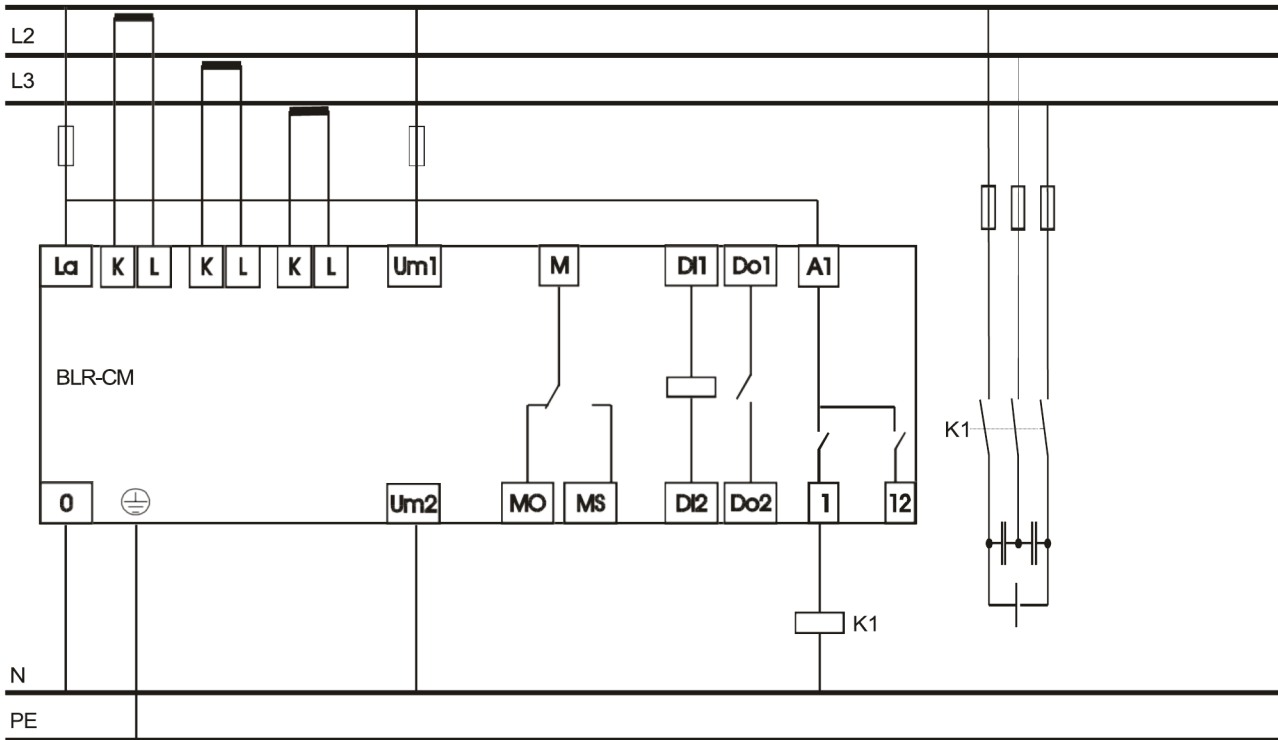 L2
L3
La K L K L K L Um1 M DI1 Do1 A1
BLR-CM
K1
0 Um2 MO MS DI2 Do2 1 12
K1
N
PE